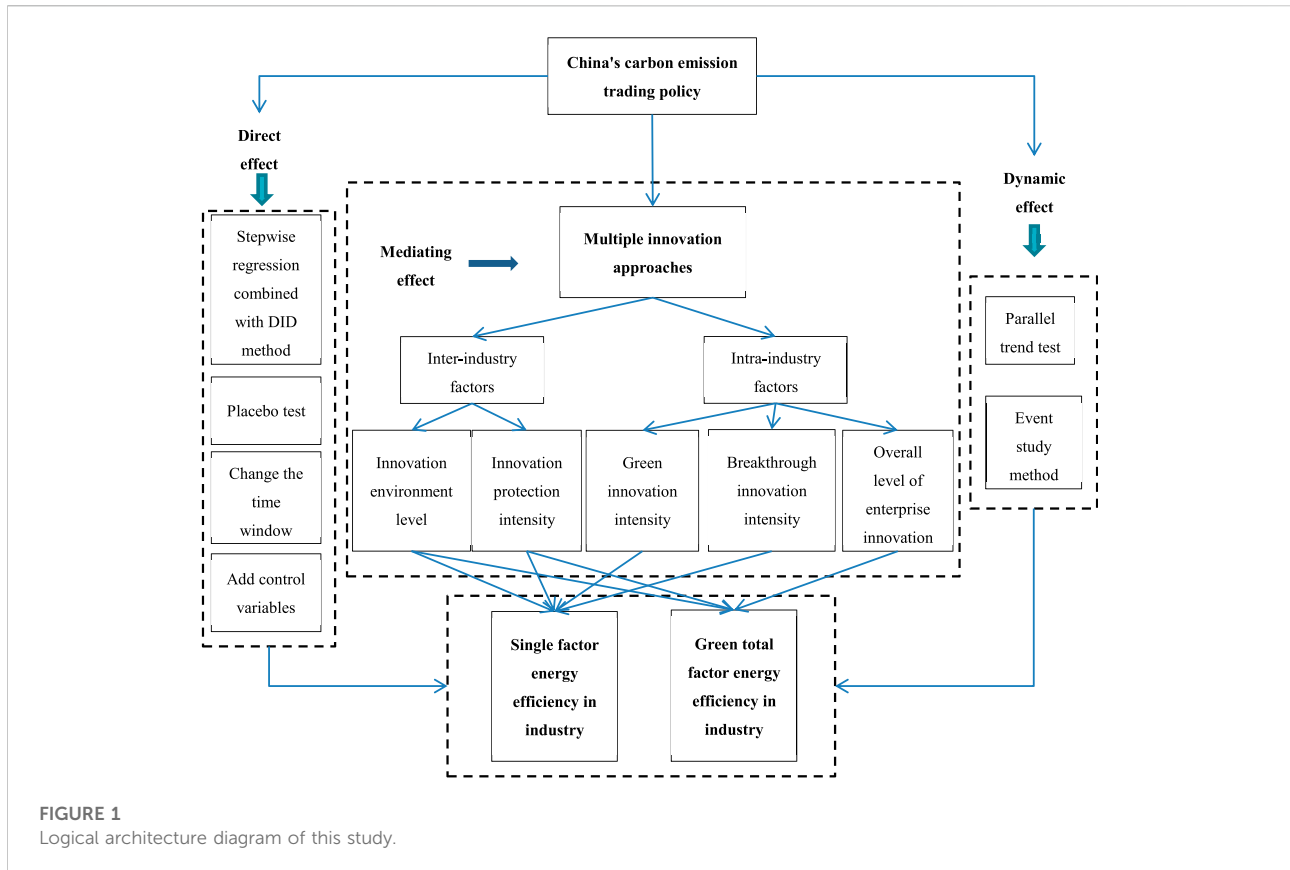 China's carbon emission
trading policy
Direct
effect
Stepwise
regression
combined
with DID
method
Placebo test
Change the
time
window
Add control
variables
Mediating
effect
Multiple innovation
approaches
Inter-industry
factors
Intra-industry
factors
Innovation
environment
level
Innovation
protection
intensity
Green
innovation
intensity
Breakthrough
innovation
intensity
Overall
level of
enterprise
innovation
Dynamic
effect
Parallel
trend test
Event
study
method
Single factor
energy
efficiency in
industry
Green total
factor energy
efficiency in
industry
FIGURE 1
Logical architecture diagram of this study.